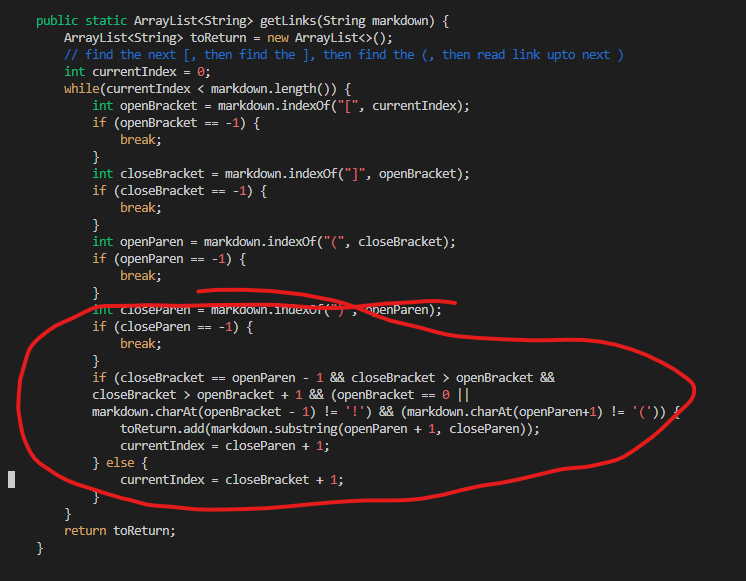 public static ArrayList<String> getLinks(String markdown) {
ArrayList<String> toReturn = new ArrayList<>();
// find the next [, then find the ], then find the (, then read link upto next )
int currentIndex = 0;
while(currentIndex < markdown.length()) {
int openBracket = markdown.indexOf("[", currentIndex);
if (openBracket == -1) {
break;
}
int closeBracket = markdown.indexOf("]", openBracket);
if (closeBracket == -1) {
break;
}
int openParen = markdown.indexOf("(", closeBracket);
if (openParen == -1) {
break;
}
int closeParen = markdown.indexOf(")", openParen);
if (closeParen == -1) {
break;
}
if (closeBracket == openParen - 1 && closeBracket > openBracket &&
closeBracket > openBracket + 1 && (openBracket == 0 ||
markdown.charAt(openBracket - 1) != '!') && (markdown.charAt(openParen+1) != '(')) {
toReturn.add(markdown.substring(openParen + 1, closeParen));
currentIndex = closeParen + 1;
} else {
currentIndex = closeBracket + 1;
}
}
return toReturn;
}